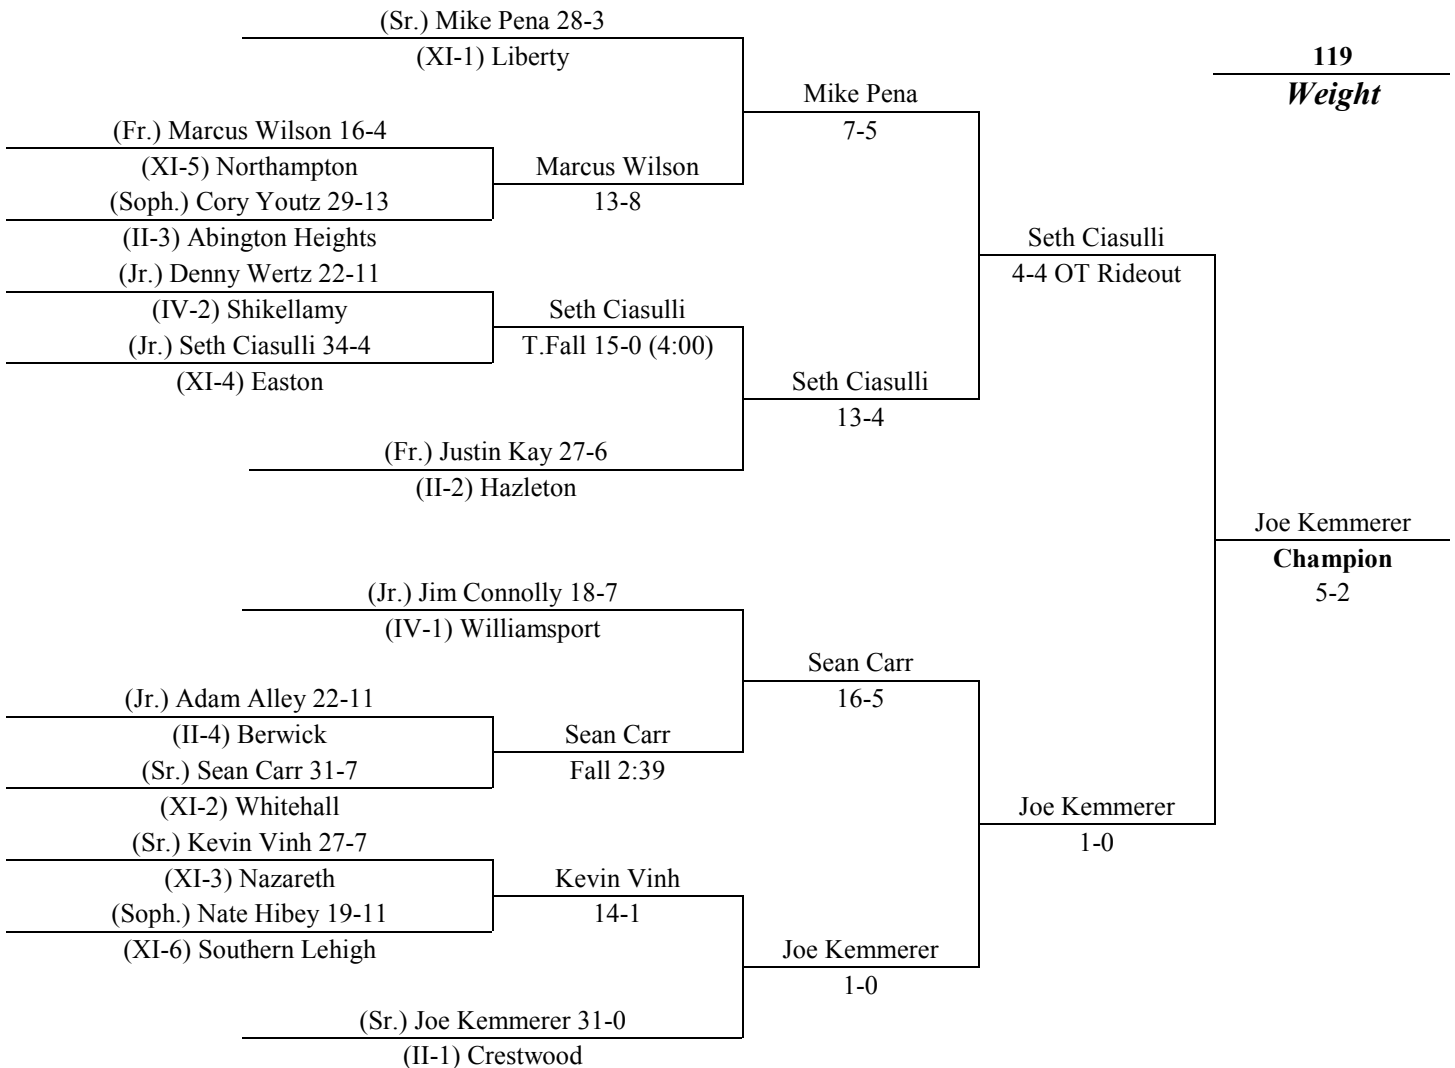 (Sr.) Mike Pena 28-3
(XI-1) Liberty
119
Weight
Mike Pena
7-5
(Fr.) Marcus Wilson 16-4
(XI-5) Northampton
Marcus Wilson
13-8
(Soph.) Cory Youtz 29-13
(II-3) Abington Heights
Seth Ciasulli
4-4 OT Rideout
(Jr.) Denny Wertz 22-11
(IV-2) Shikellamy
Seth Ciasulli
T.Fall 15-0 (4:00)
(Jr.) Seth Ciasulli 34-4
(XI-4) Easton
Seth Ciasulli
13-4
(Fr.) Justin Kay 27-6
(II-2) Hazleton
Joe Kemmerer
Champion
5-2
(Jr.) Jim Connolly 18-7
(IV-1) Williamsport
Sean Carr
16-5
(Jr.) Adam Alley 22-11
(II-4) Berwick
Sean Carr
Fall 2:39
(Sr.) Sean Carr 31-7
(XI-2) Whitehall
Joe Kemmerer
1-0
(Sr.) Kevin Vinh 27-7
(XI-3) Nazareth
Kevin Vinh
14-1
(Soph.) Nate Hibey 19-11
(XI-6) Southern Lehigh
Joe Kemmerer
1-0
(Sr.) Joe Kemmerer 31-0
(II-1) Crestwood